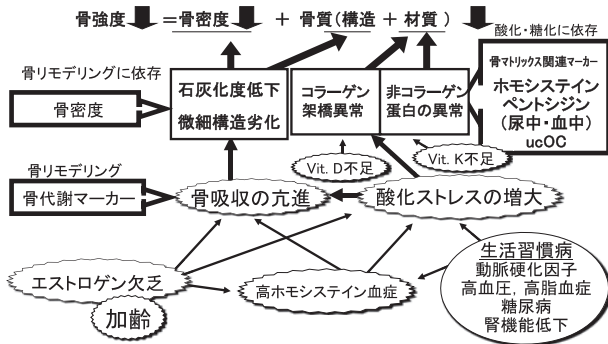 骨強度 =骨密度 + 骨質(構造 + 材質)
酸化・糖化に依存
骨リモデリングに依存
骨密度
石灰化度低下
微細構造劣化
コラーゲン
架橋異常
非コラーゲン
蛋白の異常
骨マトリックス関連マーカー
ホモシステイン
ペントシジン
(尿中・血中)
ucOC
Vit. D不足
Vit. K不足
骨リモデリング
骨代謝マーカー
骨吸収の亢進
酸化ストレスの増大
エストロゲン欠乏
加齢
高ホモシステイン血症
生活習慣病
動脈硬化因子
高血圧, 高脂血症
糖尿病
腎機能低下